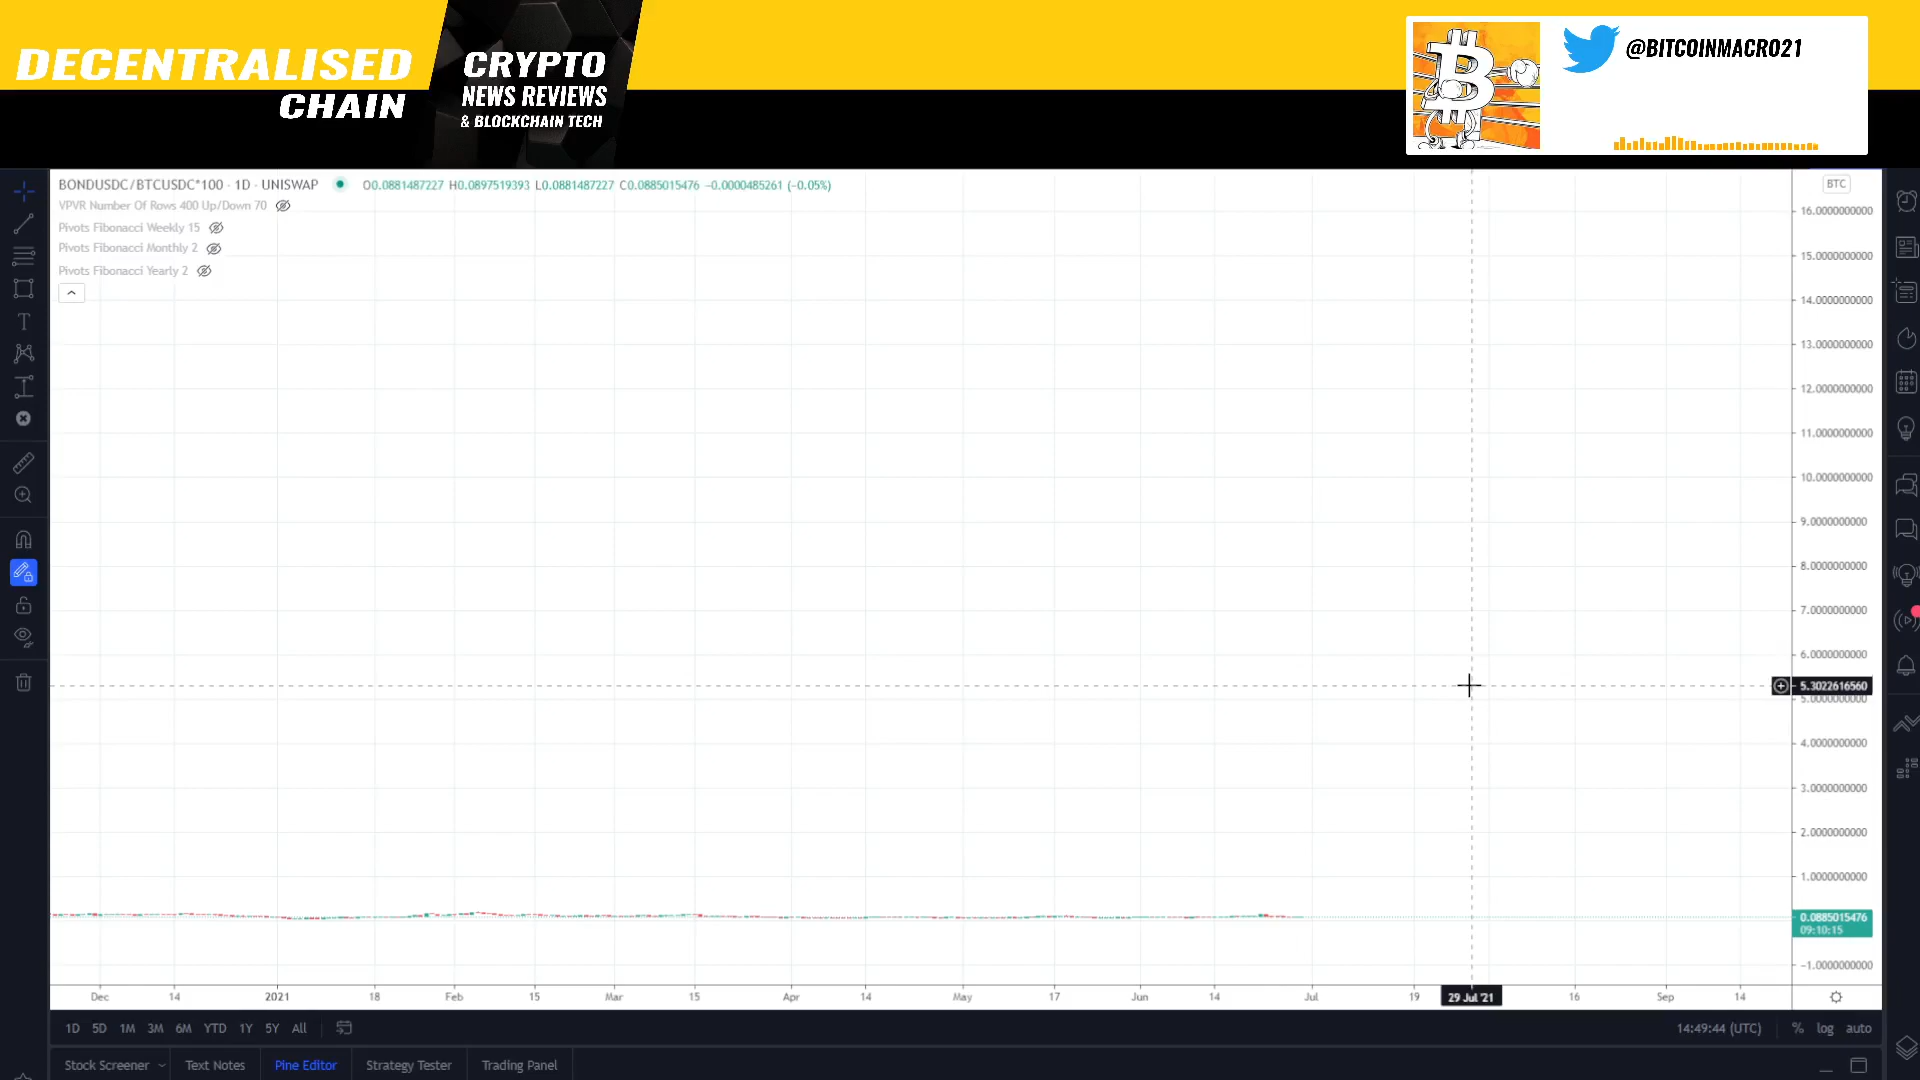 DECENTRALISED
CHAIN
CRYPTO
NEWS REVIEWS
& BLOCKCHAIN TECH
@BITCOINMACRO21
BONDUSDC/BTCUSDC*100 · 1D · UNISWAP O0.0881487227 H0.0897519393 L0.0881487227 C0.0885015476 −0.0000485261 (−0.05%)
VPVR Number Of Rows 400 Up/Down 70
Pivots Fibonacci Weekly 15
Pivots Fibonacci Monthly 2
Pivots Fibonacci Yearly 2
BTC
16.0000000000
15.0000000000
14.0000000000
13.0000000000
12.0000000000
11.0000000000
10.0000000000
9.0000000000
8.0000000000
7.0000000000
6.0000000000
5.3022616560
5.0000000000
4.0000000000
3.0000000000
2.0000000000
1.0000000000
0.0885015476
09:10:15
−1.0000000000
Dec 14 2021 18 Feb 15 Mar 15 Apr 14 May 17 Jun 14 Jul 19 29 Jul '21 16 Sep 14
1D 5D 1M 3M 6M YTD 1Y 5Y All 14:49:44 (UTC) % log auto
Stock Screener Text Notes Pine Editor Strategy Tester Trading Panel